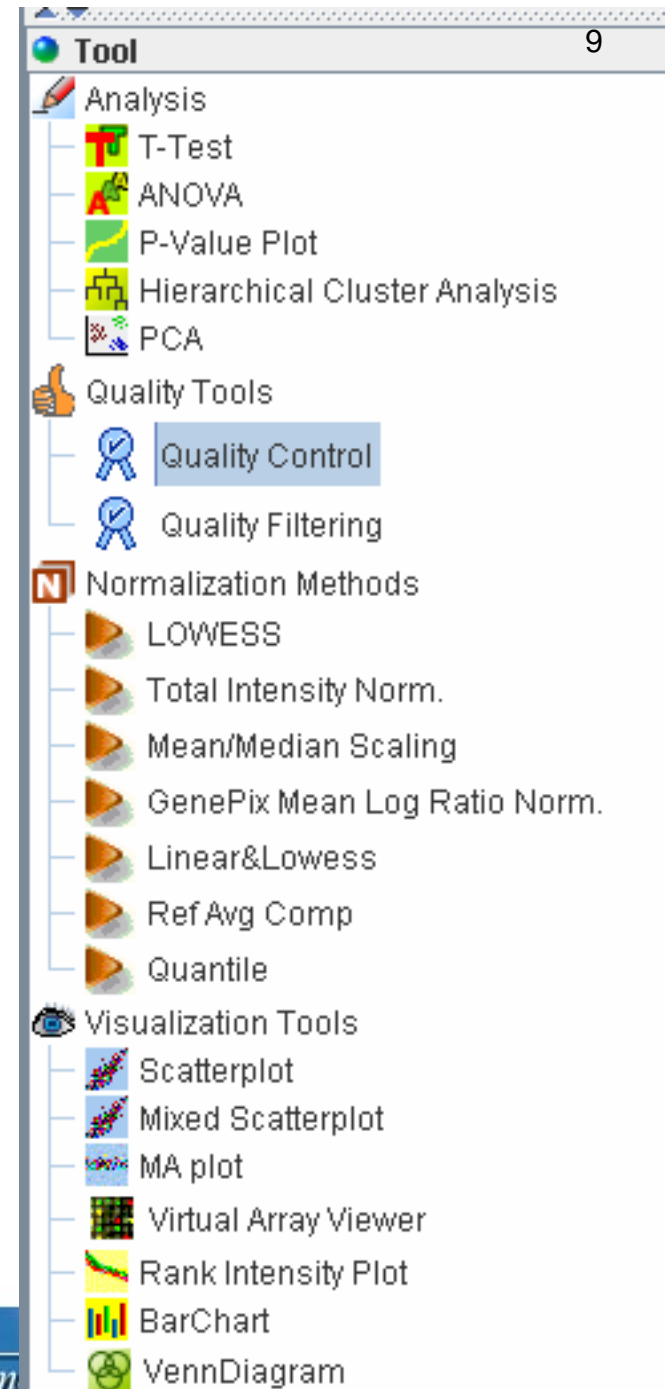 Tool 9
Analysis
T-Test
ANOVA
P-Value Plot
Hierarchical Cluster Analysis
PCA
Quality Tools
Quality Control
Quality Filtering
N Normalization Methods
LOWESS
Total Intensity Norm.
Mean/Median Scaling
GenePix Mean Log Ratio Norm.
Linear&Lowess
Ref Avg Comp
Quantile
Visualization Tools
Scatterplot
Mixed Scatterplot
MA plot
Virtual Array Viewer
Rank Intensity Plot
BarChart
VennDiagram